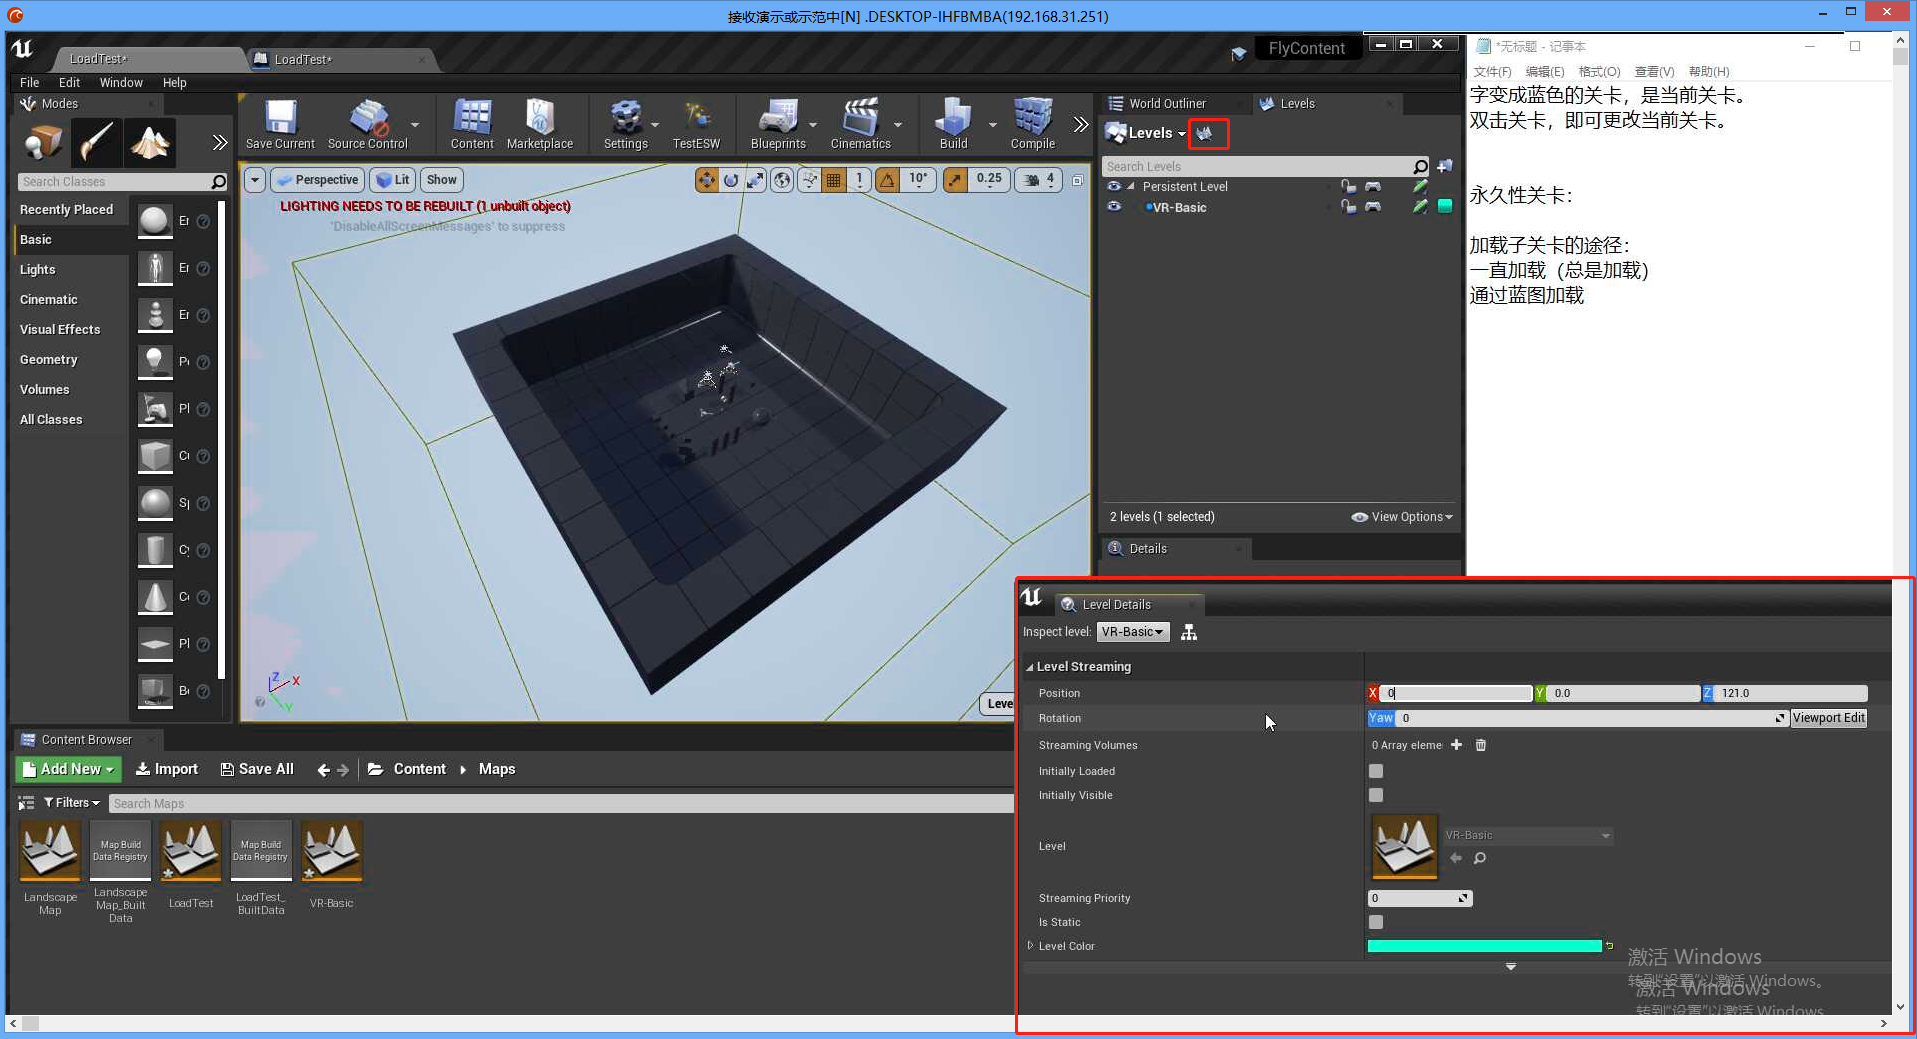 接收演示或示范中[N] .DESKTOP-IHFBMBA(192.168.31.251)
LoadTest*
LoadTest*
FlyContent
File Edit Window Help
Modes
Search Classes
Recently Placed
Basic
Lights
Cinematic
Visual Effects
Geometry
Volumes
All Classes
Save Current
Source Control
Content
Marketplace
Settings
TestESW
Blueprints
Cinematics
Build
Compile
Perspective
Lit
Show
1
10°
0.25
4
LIGHTING NEEDS TO BE REBUILT (1 unbuilt object)
'DisableAllScreenMessages' to suppress
Z
X
Y
World Outliner
Levels
Levels
Search Levels
Persistent Level
VR-Basic
2 levels (1 selected)
View Options
Details
*无标题 - 记事本
文件(F) 编辑(E) 格式(O) 查看(V) 帮助(H)
字变成蓝色的关卡，是当前关卡。
双击关卡，即可更改当前关卡。
永久性关卡：
加载子关卡的途径：
一直加载（总是加载）
通过蓝图加载
Content Browser
Add New
Import
Save All
Content
Maps
Filters
Search Maps
Landscape
Map
Map Build
Data Registry
Landscape
Map_Built
Data
LoadTest
Map Build
Data Registry
LoadTest_
BuiltData
VR-Basic
Level Details
Inspect level: VR-Basic
Level Streaming
Position X 0 Y 0.0 Z 121.0
Rotation Yaw 0 Viewport Edit
Streaming Volumes 0 Array eleme
Initially Loaded
Initially Visible
Level VR-Basic
Streaming Priority 0
Is Static
Level Color
激活 Windows
转到"设置"以激活 Windows。
激活 Windows
转到"设置"以激活 Windows